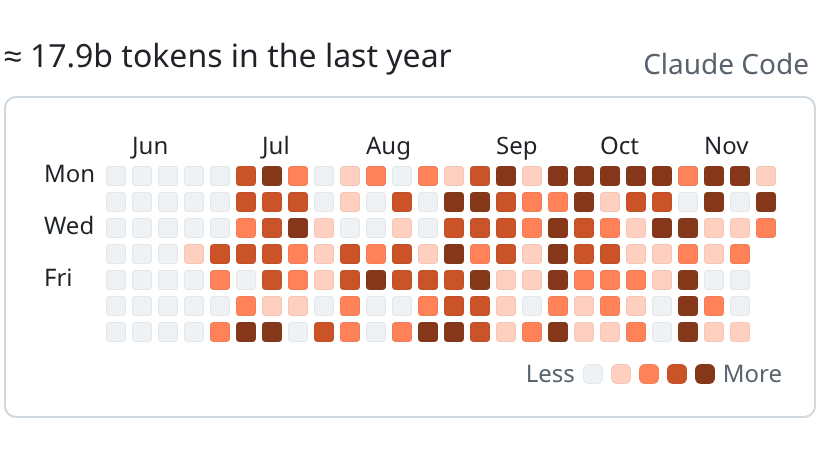 ≈ 17.9b tokens in the last year
Claude Code
Jun Jul Aug Sep Oct Nov
Mon
Wed
Fri
Less More